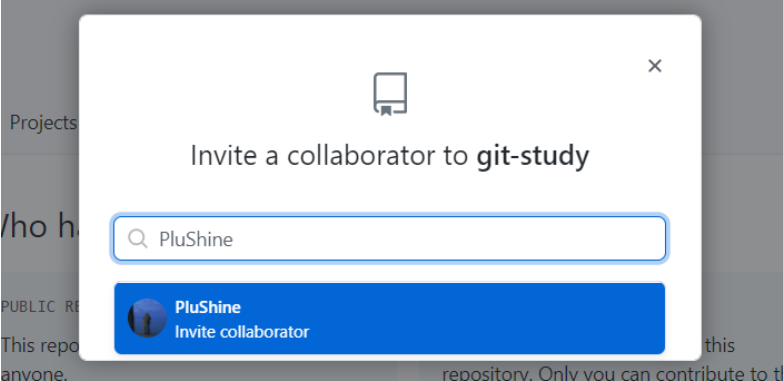 Projects
Invite a collaborator to git-study
Who ha
PluShine
PUBLIC RE
PluShine
Invite collaborator
This repo
this
anyone.
repository. Only you can contribute to th